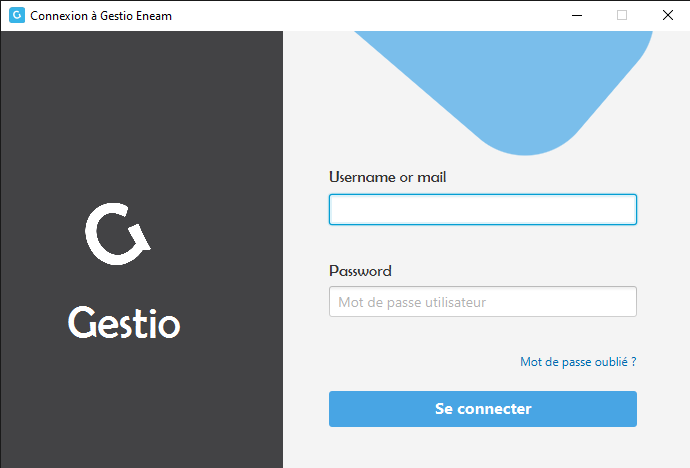 Connexion à Gestio Eneam
Gestio
Username or mail
Password
Mot de passe utilisateur
Mot de passe oublié ?
Se connecter